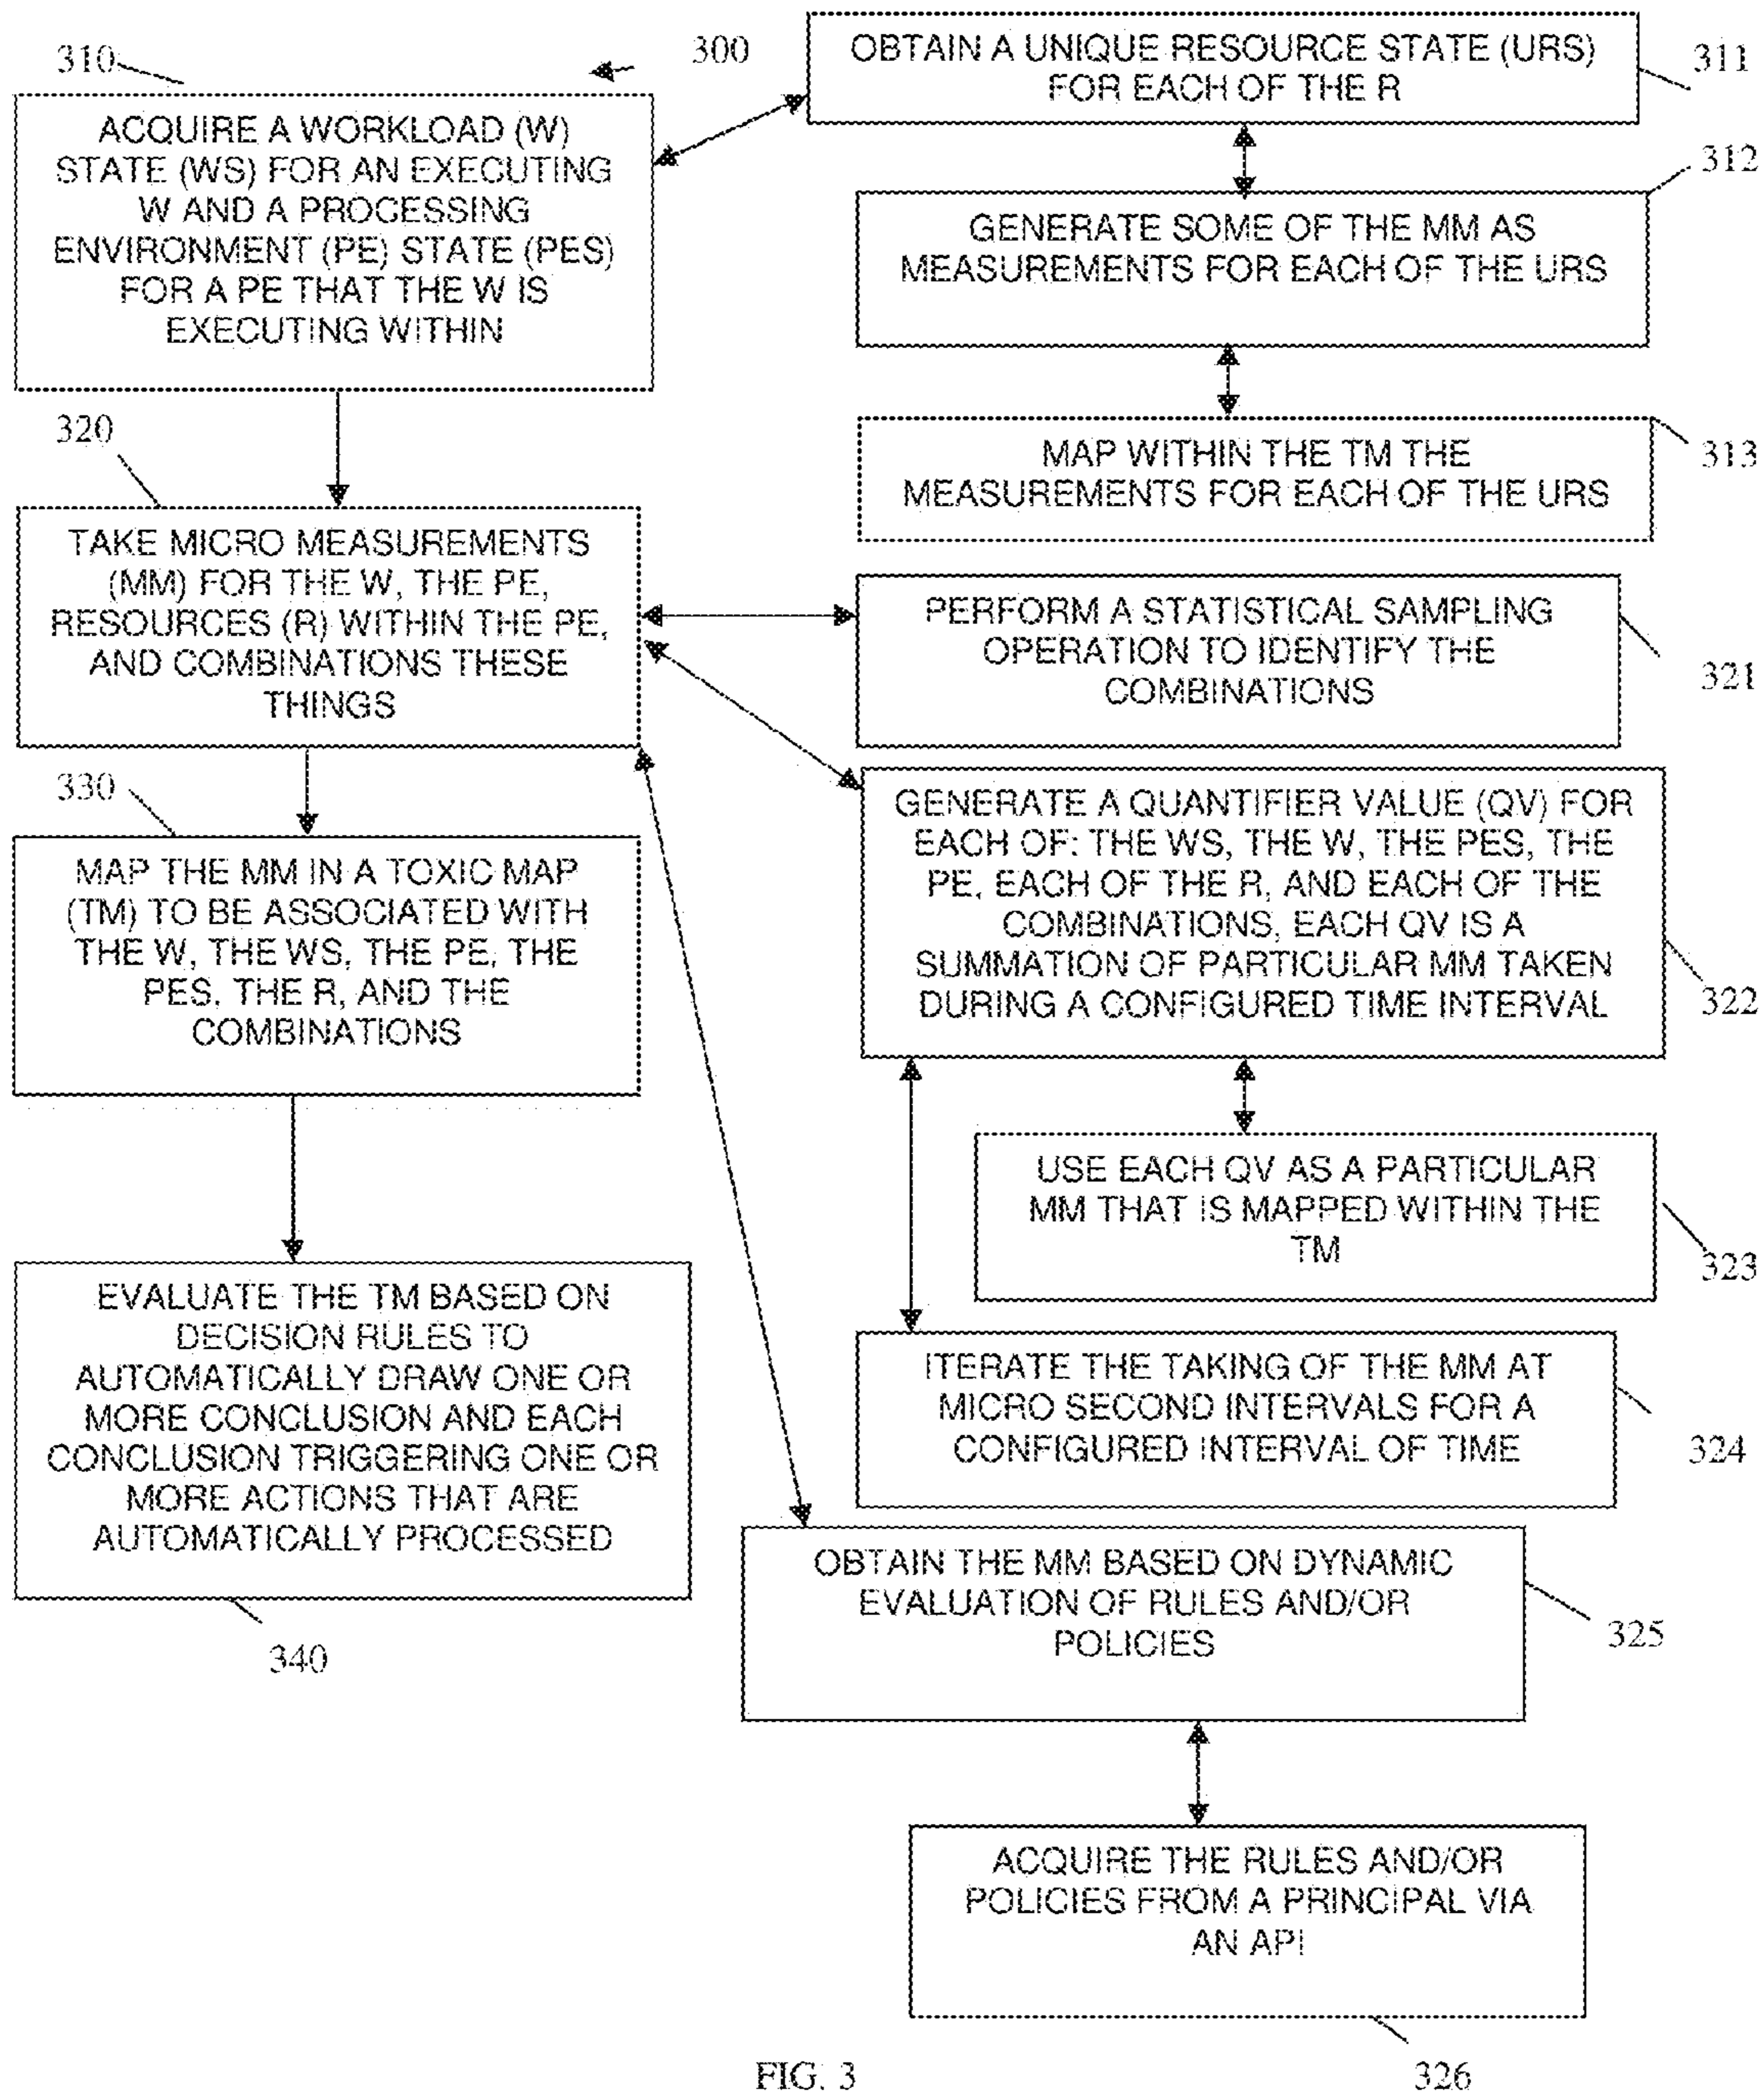 310
300
ACQUIRE A WORKLOAD (W)
STATE (WS) FOR AN EXECUTING
W AND A PROCESSING
ENVIRONMENT (PE) STATE (PES)
FOR A PE THAT THE W IS
EXECUTING WITHIN
OBTAIN A UNIQUE RESOURCE STATE (URS)
FOR EACH OF THE R
311
312
GENERATE SOME OF THE MM AS
MEASUREMENTS FOR EACH OF THE URS
313
MAP WITHIN THE TM THE
MEASUREMENTS FOR EACH OF THE URS
320
TAKE MICRO MEASUREMENTS
(MM) FOR THE W, THE PE,
RESOURCES (R) WITHIN THE PE,
AND COMBINATIONS THESE
THINGS
PERFORM A STATISTICAL SAMPLING
OPERATION TO IDENTIFY THE
COMBINATIONS
321
330
MAP THE MM IN A TOXIC MAP
(TM) TO BE ASSOCIATED WITH
THE W, THE WS, THE PE, THE
PES, THE R, AND THE
COMBINATIONS
GENERATE A QUANTIFIER VALUE (QV) FOR
EACH OF: THE WS, THE W, THE PES, THE
PE, EACH OF THE R, AND EACH OF THE
COMBINATIONS, EACH QV IS A
SUMMATION OF PARTICULAR MM TAKEN
DURING A CONFIGURED TIME INTERVAL
322
USE EACH QV AS A PARTICULAR
MM THAT IS MAPPED WITHIN THE
TM
323
EVALUATE THE TM BASED ON
DECISION RULES TO
AUTOMATICALLY DRAW ONE OR
MORE CONCLUSION AND EACH
CONCLUSION TRIGGERING ONE OR
MORE ACTIONS THAT ARE
AUTOMATICALLY PROCESSED
340
ITERATE THE TAKING OF THE MM AT
MICRO SECOND INTERVALS FOR A
CONFIGURED INTERVAL OF TIME
324
OBTAIN THE MM BASED ON DYNAMIC
EVALUATION OF RULES AND/OR
POLICIES
325
ACQUIRE THE RULES AND/OR
POLICIES FROM A PRINCIPAL VIA
AN API
326
FIG. 3